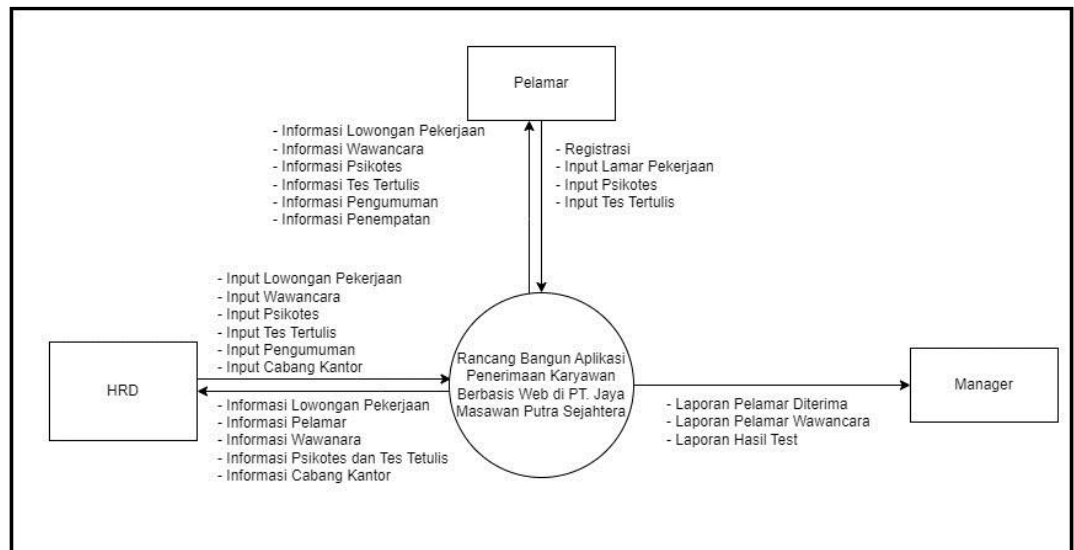 Pelamar
- Informasi Lowongan Pekerjaan
- Informasi Wawancara
- Informasi Psikotes
- Informasi Tes Tertulis
- Informasi Pengumuman
- Informasi Penempatan
- Registrasi
- Input Lamar Pekerjaan
- Input Psikotes
- Input Tes Tertulis
- Input Lowongan Pekerjaan
- Input Wawancara
- Input Psikotes
- Input Tes Tertulis
- Input Pengumuman
- Input Cabang Kantor
HRD
Rancang Bangun Aplikasi
Penerimaan Karyawan
Berbasis Web di PT. Jaya
Masawan Putra Sejahtera
Manager
- Informasi Lowongan Pekerjaan
- Informasi Pelamar
- Informasi Wawanara
- Informasi Psikotes dan Tes Tetulis
- Informasi Cabang Kantor
- Laporan Pelamar Diterima
- Laporan Pelamar Wawancara
- Laporan Hasil Test